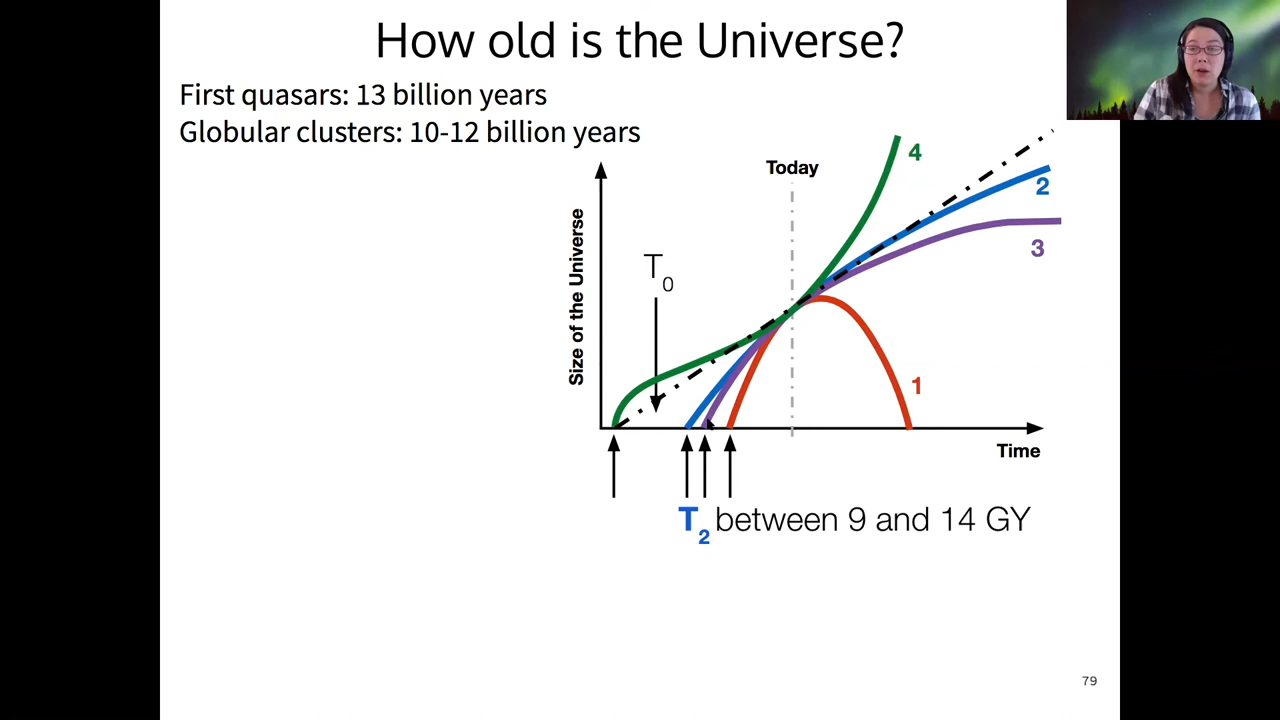 How old is the Universe?
First quasars: 13 billion years
Globular clusters: 10-12 billion years
Today
4
2
3
1
Size of the Universe
T0
Time
T2 between 9 and 14 GY
79